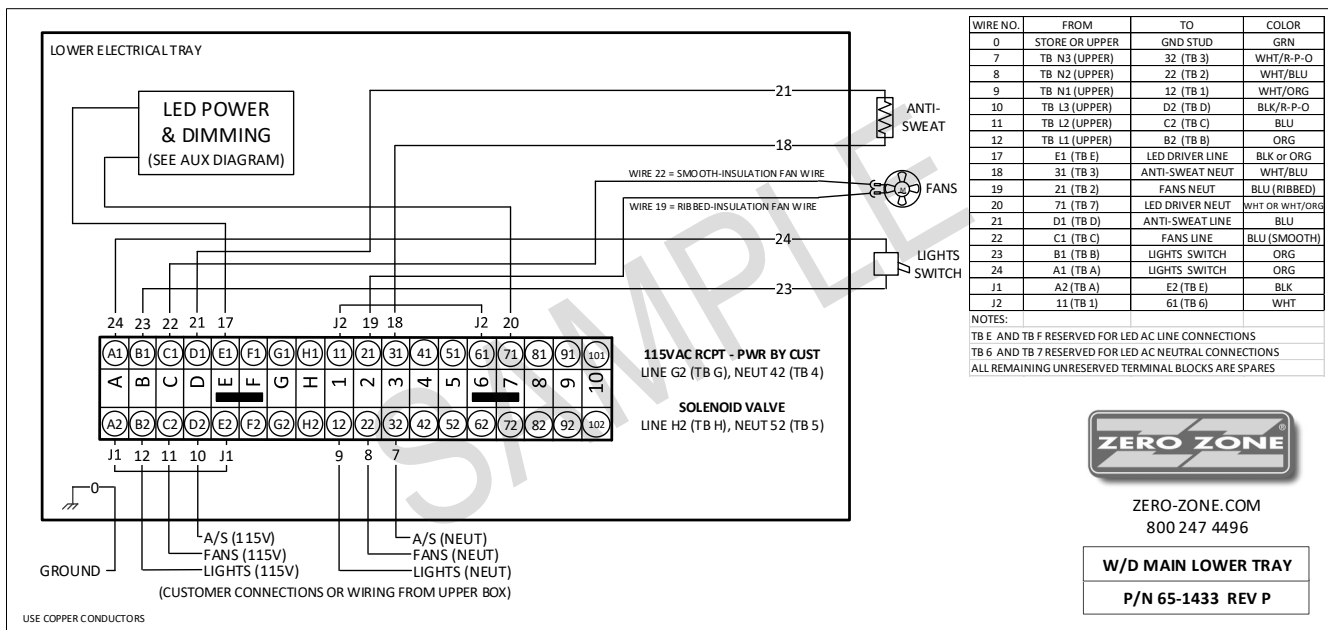 LOWER ELECTRICAL TRAY
LED POWER
& DIMMING
(SEE AUX DIAGRAM)
21
ANTI-
SWEAT
18
WIRE 22 = SMOOTH-INSULATION FAN WIRE
M
FANS
WIRE 19 = RIBBED-INSULATION FAN WIRE
24
LIGHTS
SWITCH
23
24 23 22 21 17 J2 19 18 J2 20
A1 B1 C1 D1 E1 F1 G1 H1 11 21 31 41 51 61 71 81 91 101
A B C D E F G H 1 2 3 4 5 6 7 8 9 10
A2 B2 C2 D2 E2 F2 G2 H2 12 22 32 42 52 62 72 82 92 102
J1 12 11 10 J1 9 8 7
115VAC RCPT - PWR BY CUST
LINE G2 (TB G), NEUT 42 (TB 4)
SOLENOID VALVE
LINE H2 (TB H), NEUT 52 (TB 5)
0
A/S (115V)
FANS (115V)
LIGHTS (115V)
A/S (NEUT)
FANS (NEUT)
LIGHTS (NEUT)
GROUND
(CUSTOMER CONNECTIONS OR WIRING FROM UPPER BOX)
USE COPPER CONDUCTORS
SAMPLE
WIRE NO. FROM TO COLOR
0 STORE OR UPPER GND STUD GRN
7 TB N3 (UPPER) 32 (TB 3) WHT/R-P-O
8 TB N2 (UPPER) 22 (TB 2) WHT/BLU
9 TB N1 (UPPER) 12 (TB 1) WHT/ORG
10 TB L3 (UPPER) D2 (TB D) BLK/R-P-O
11 TB L2 (UPPER) C2 (TB C) BLU
12 TB L1 (UPPER) B2 (TB B) ORG
17 E1 (TB E) LED DRIVER LINE BLK or ORG
18 31 (TB 3) ANTI-SWEAT NEUT WHT/BLU
19 21 (TB 2) FANS NEUT BLU (RIBBED)
20 71 (TB 7) LED DRIVER NEUT WHT OR WHT/ORG
21 D1 (TB D) ANTI-SWEAT LINE BLU
22 C1 (TB C) FANS LINE BLU (SMOOTH)
23 B1 (TB B) LIGHTS SWITCH ORG
24 A1 (TB A) LIGHTS SWITCH ORG
J1 A2 (TB A) E2 (TB E) BLK
J2 11 (TB 1) 61 (TB 6) WHT
NOTES:
TB E AND TB F RESERVED FOR LED AC LINE CONNECTIONS
TB 6 AND TB 7 RESERVED FOR LED AC NEUTRAL CONNECTIONS
ALL REMAINING UNRESERVED TERMINAL BLOCKS ARE SPARES
ZERO ZONE®
ZERO-ZONE.COM
800 247 4496
W/D MAIN LOWER TRAY
P/N 65-1433 REV P